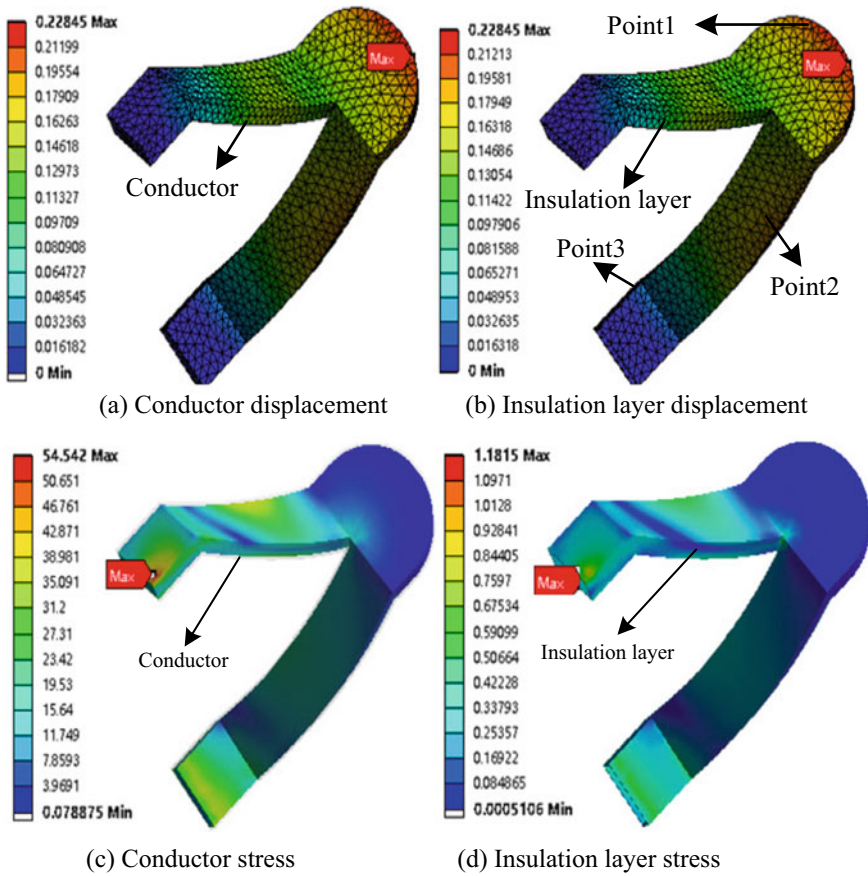 0.22845 Max
0.21199
0.19554
0.17909
0.16263
0.14618
0.12973
0.11327
0.09709
0.080908
0.064727
0.048545
0.032363
0.016182
0 Min
Max
Conductor
0.22845 Max
0.21213
0.19581
0.17949
0.16318
0.14686
0.13054
0.11422
0.097906
0.081588
0.065271
0.048953
0.032635
0.016318
0 Min
Point1
Max
Insulation layer
Point3
Point2
(a) Conductor displacement
(b) Insulation layer displacement
54.542 Max
50.651
46.761
42.871
38.981
35.091
31.2
27.31
23.42
19.53
15.64
11.749
7.8593
3.9691
0.078875 Min
Max
Conductor
1.1815 Max
1.0971
1.0128
0.92841
0.84405
0.7597
0.67534
0.59099
0.50664
0.42228
0.33793
0.25357
0.16922
0.084865
0.0005106 Min
Max
Insulation layer
(c) Conductor stress
(d) Insulation layer stress